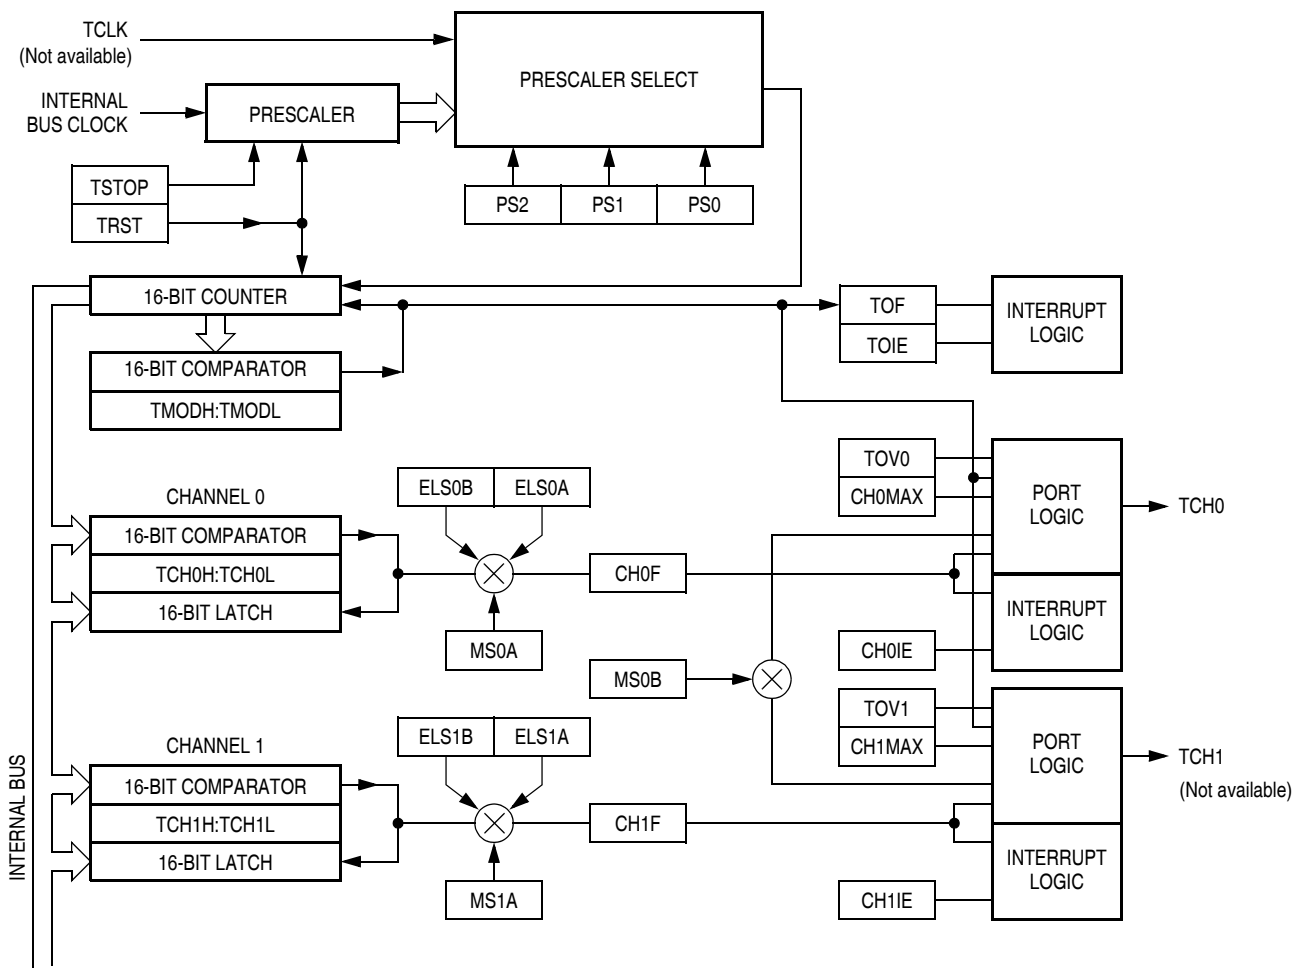 TCLK
(Not available)
PRESCALER SELECT
INTERNAL
BUS CLOCK
PRESCALER
TSTOP
TRST
PS2
PS1
PS0
16-BIT COUNTER
16-BIT COMPARATOR
TMODH:TMODL
TOF
TOIE
INTERRUPT
LOGIC
CHANNEL 0
16-BIT COMPARATOR
TCH0H:TCH0L
16-BIT LATCH
ELS0B
ELS0A
MS0A
CH0F
TOV0
CH0MAX
PORT
LOGIC
TCH0
INTERRUPT
LOGIC
CH0IE
MS0B
CHANNEL 1
16-BIT COMPARATOR
TCH1H:TCH1L
16-BIT LATCH
ELS1B
ELS1A
MS1A
CH1F
TOV1
CH1MAX
PORT
LOGIC
TCH1
(Not available)
INTERRUPT
LOGIC
CH1IE
INTERNAL BUS